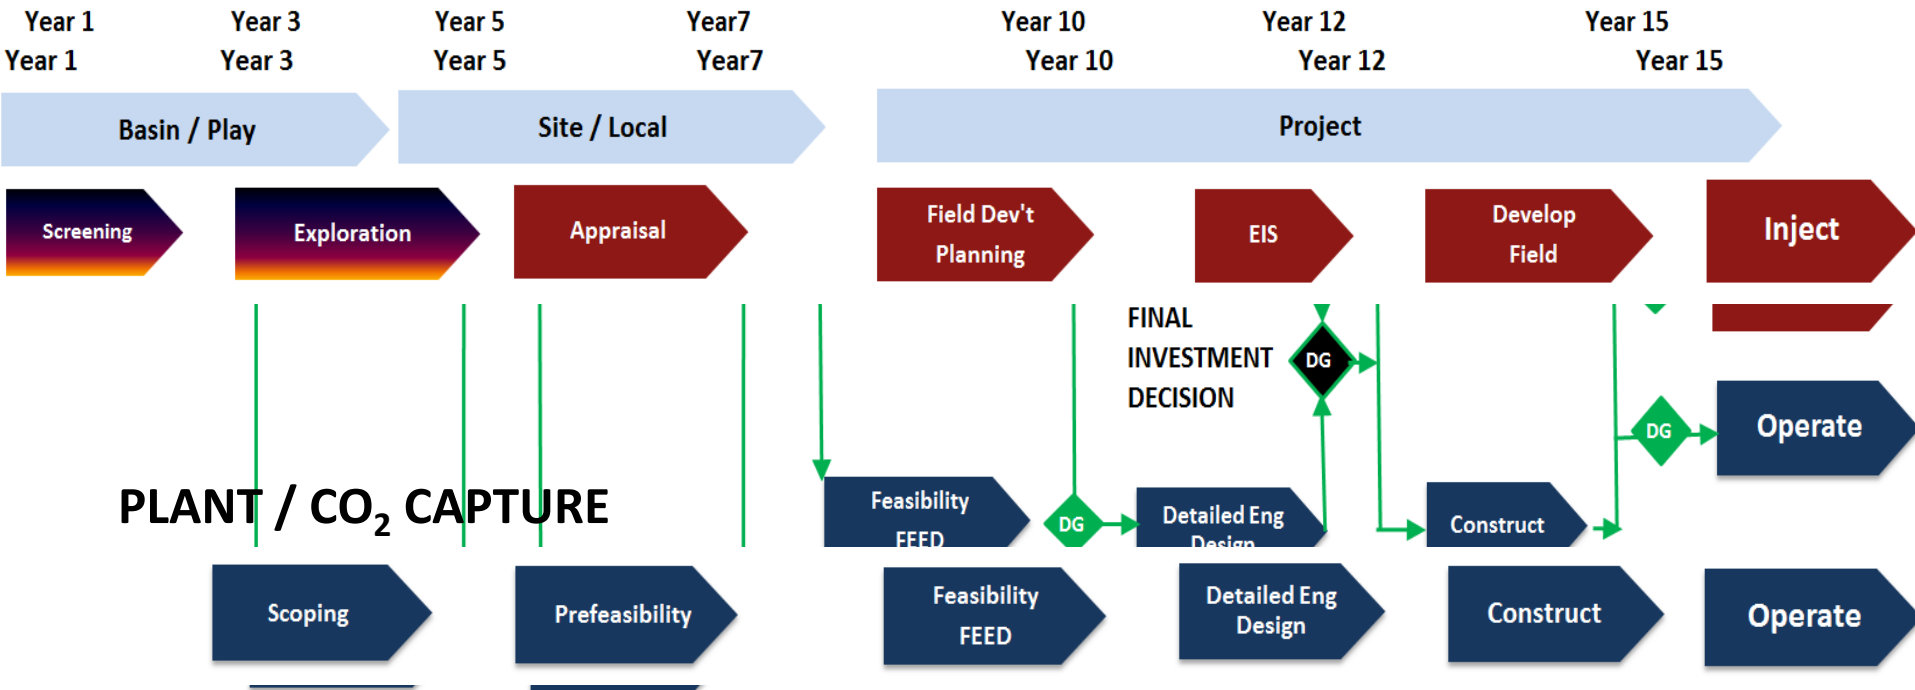 Year 1 Year 3 Year 5 Year7 Year 10 Year 12 Year 15
Year 1 Year 3 Year 5 Year7 Year 10 Year 12 Year 15
Basin / Play Site / Local Project
Screening Exploration Appraisal Field Dev't Planning EIS Develop Field Inject
FINAL
INVESTMENT
DECISION
DG
DG
Operate
PLANT / CO₂ CAPTURE
Feasibility
FEED
DG
Detailed Eng
Design
Construct
Scoping
Prefeasibility
Feasibility
FEED
Detailed Eng
Design
Construct
Operate